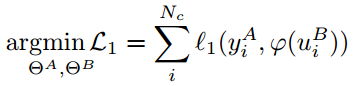 argmin_{Θ^A,Θ^B} 𝓛_1 = ∑_i^{N_c} ℓ_1(y_i^A, φ(u_i^B))